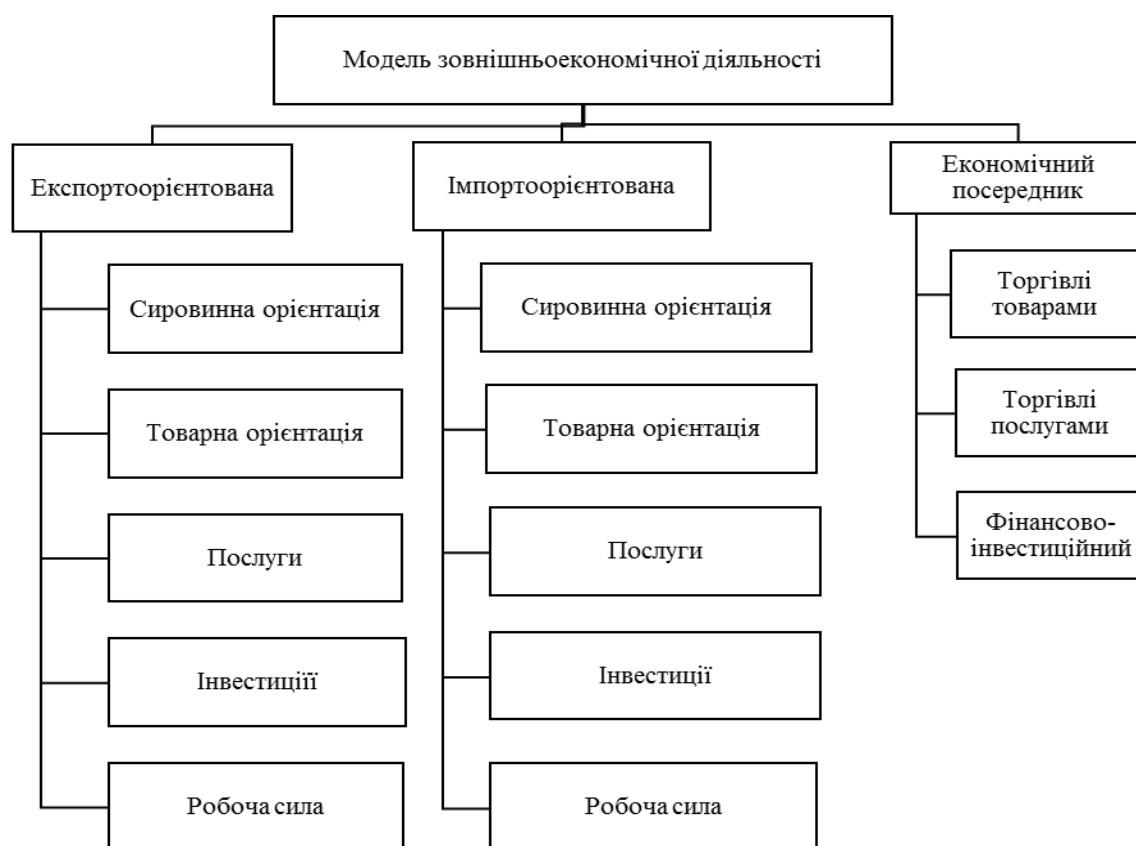 Модель зовнішньоекономічної діяльності
Експортоорієнтована
Сировинна орієнтація
Товарна орієнтація
Послуги
Інвестиціїї
Робоча сила
Імпортоорієнтована
Сировинна орієнтація
Товарна орієнтація
Послуги
Інвестиції
Робоча сила
Економічний
посередник
Торгівлі
товарами
Торгівлі
послугами
Фінансово-
інвестиційний